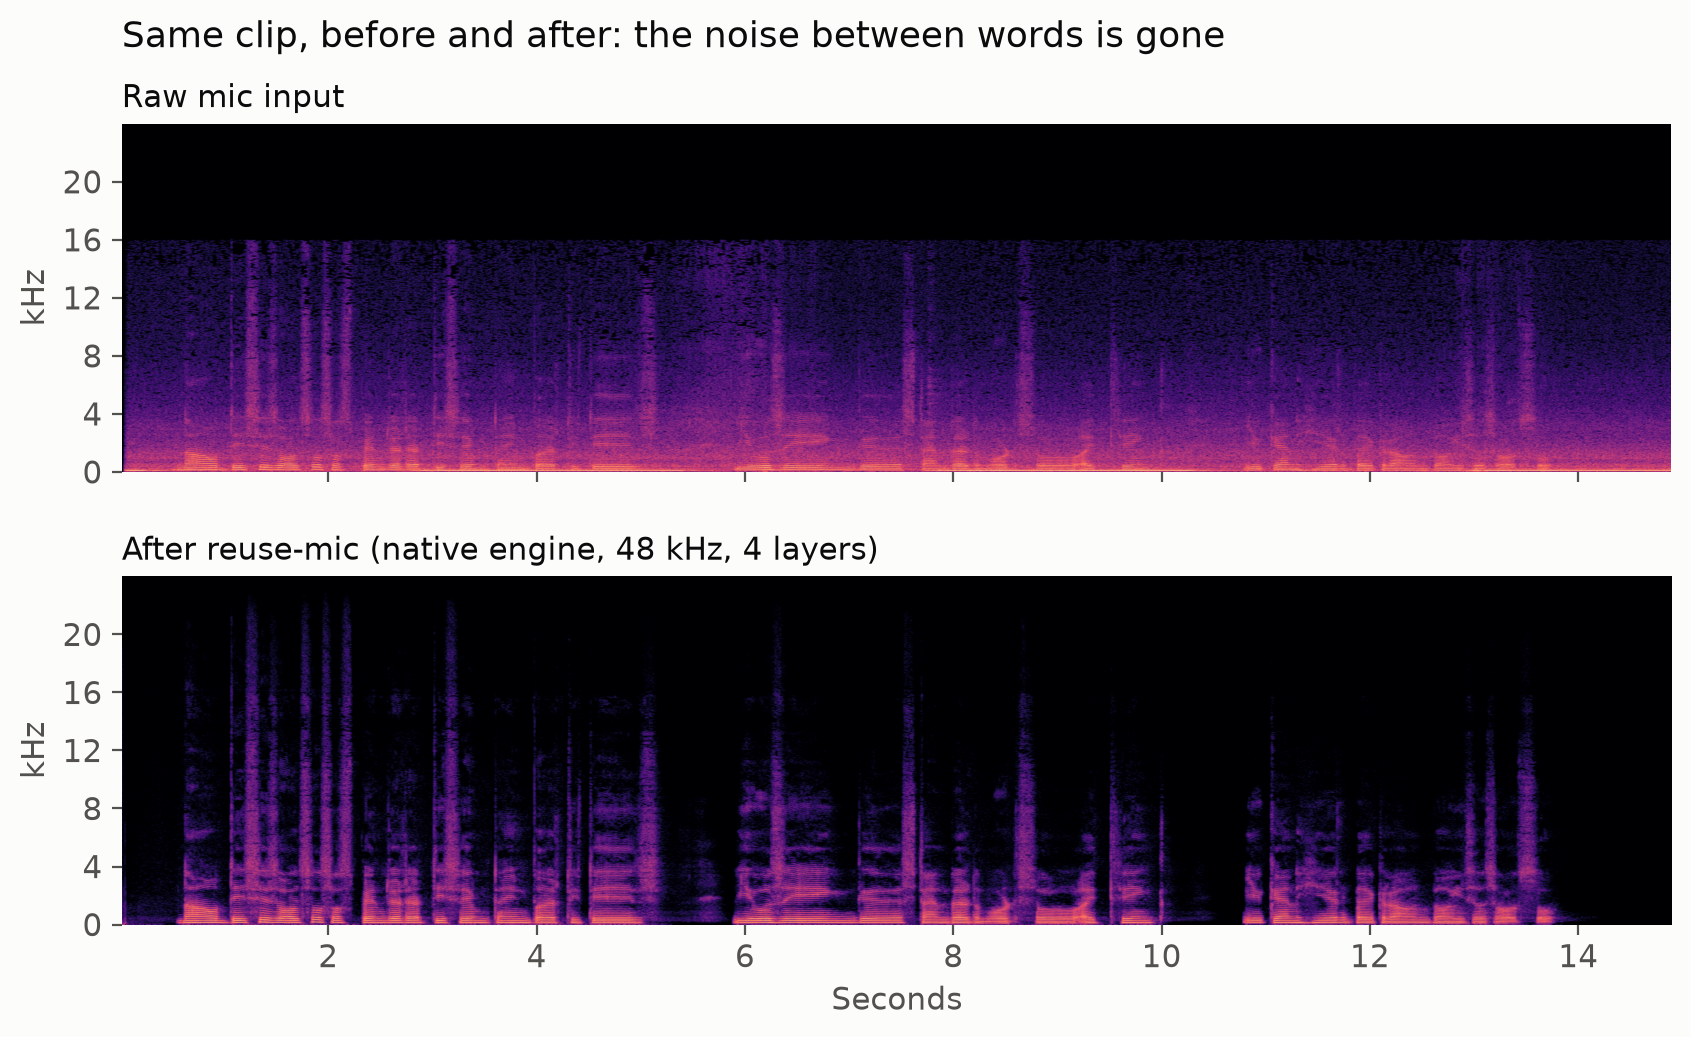 Same clip, before and after: the noise between words is gone
Raw mic input
20
16
12
8
4
0
kHz
After reuse-mic (native engine, 48 kHz, 4 layers)
20
16
12
8
4
0
kHz
2 4 6 8 10 12 14
Seconds